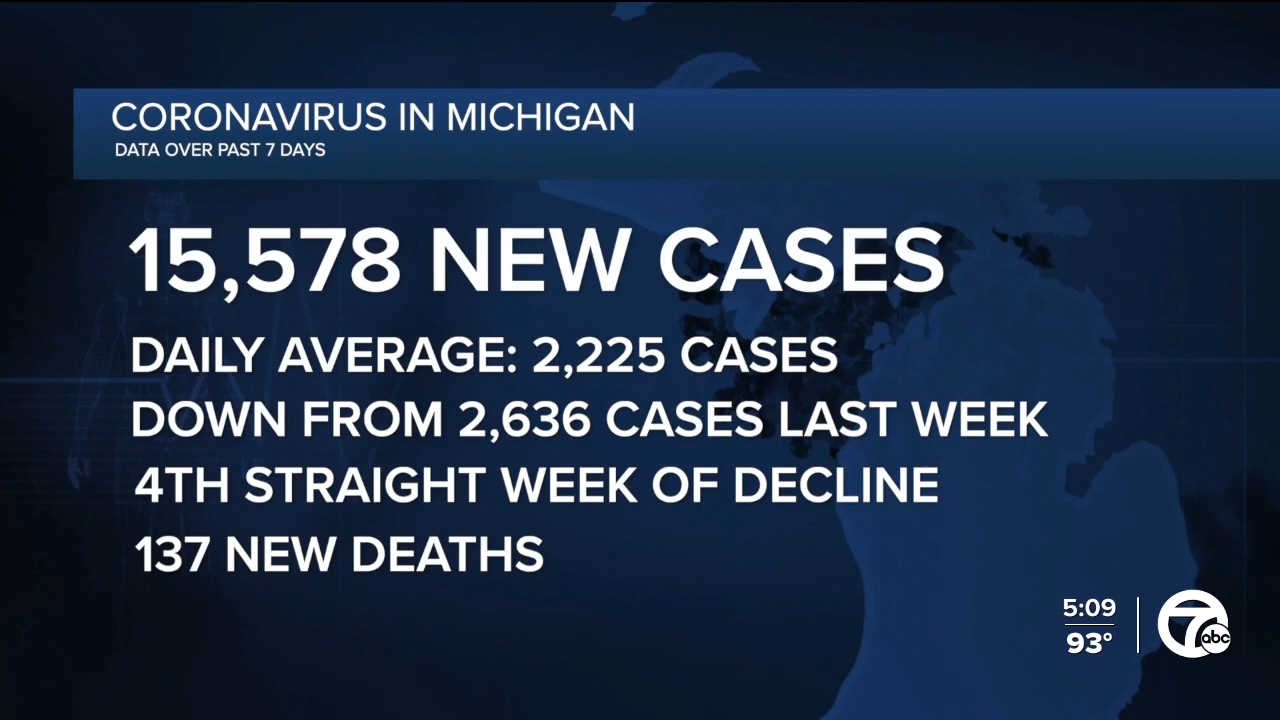 CORONAVIRUS IN MICHIGAN
DATA OVER PAST 7 DAYS
15,578 NEW CASES
DAILY AVERAGE: 2,225 CASES
DOWN FROM 2,636 CASES LAST WEEK
4TH STRAIGHT WEEK OF DECLINE
137 NEW DEATHS
5:09
93°
7 abc